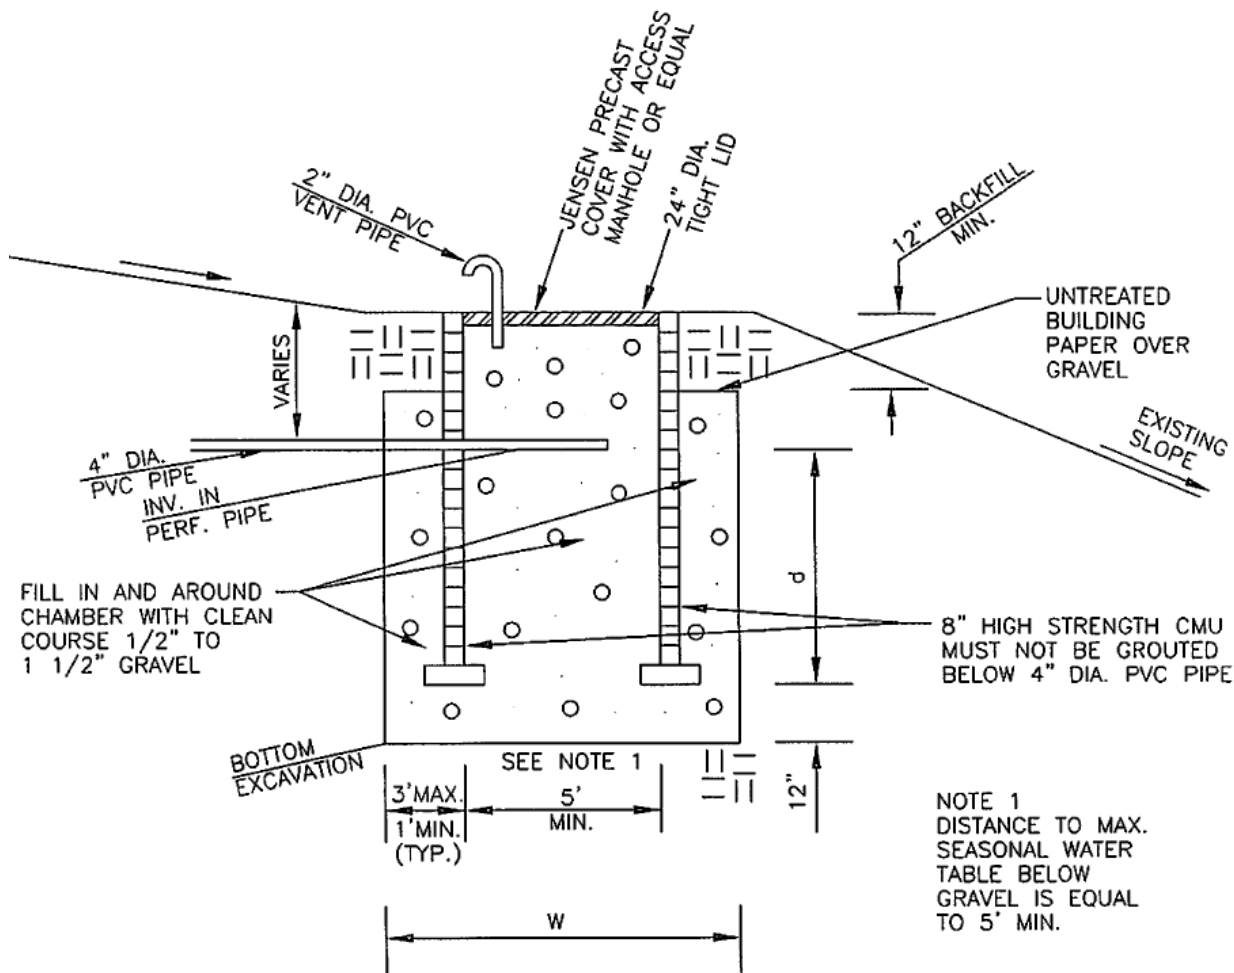 JENSEN PRECAST
COVER WITH ACCESS
MANHOLE OR EQUAL
24" DIA.
TIGHT LID
2" DIA. PVC
VENT PIPE
12" BACKFILL
MIN.
UNTREATED
BUILDING
PAPER OVER
GRAVEL
VARIES
EXISTING
SLOPE
4" DIA.
PVC PIPE
INV. IN
PERF. PIPE
d
FILL IN AND AROUND
CHAMBER WITH CLEAN
COURSE 1/2" TO
1 1/2" GRAVEL
8" HIGH STRENGTH CMU
MUST NOT BE GROUTED
BELOW 4" DIA. PVC PIPE
BOTTOM
EXCAVATION
SEE NOTE 1
3'MAX.
1'MIN.
(TYP.)
5'
MIN.
12"
NOTE 1
DISTANCE TO MAX.
SEASONAL WATER
TABLE BELOW
GRAVEL IS EQUAL
TO 5' MIN.
W